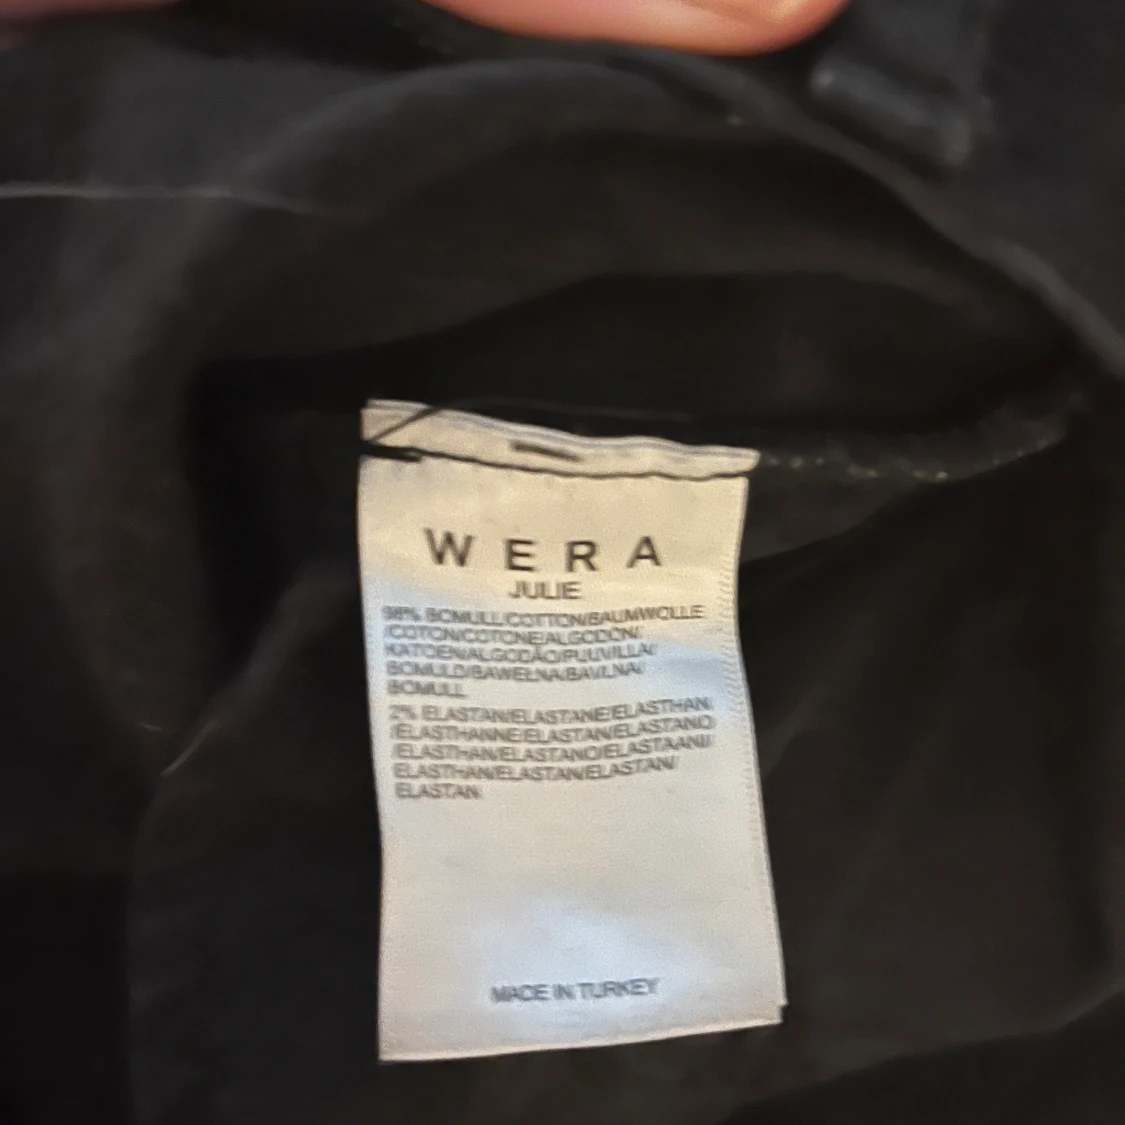 WERA
JULIE
98% BOMULL/COTTON/BAUMWOLLE
/COTON/COTONE/ALGODÓN/
KATOEN/ALGODÃO/PUUVILLA/
BOMULD/BAWEŁNA/BAVLNA/
BOMULL
2% ELASTAN/ELASTANE/ELASTHAN
/ELASTHANNE/ELASTAN/ELASTANO
/ELASTHAN/ELASTANO/ELASTAANI/
ELASTHAN/ELASTAN/ELASTAN/
ELASTAN
MADE IN TURKEY